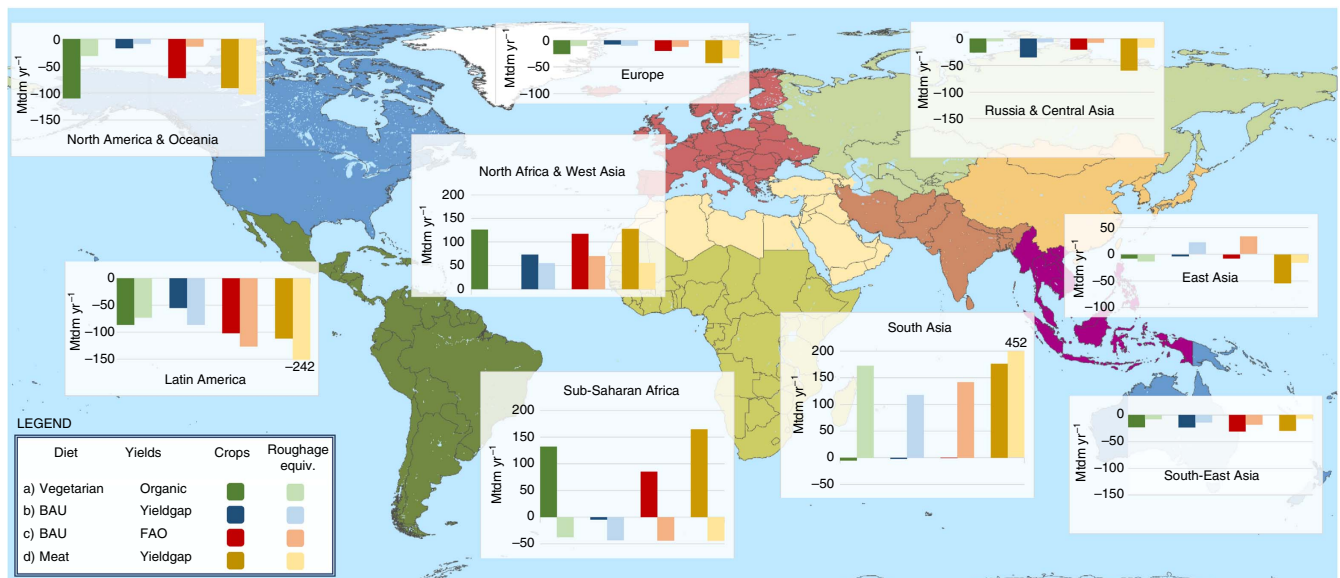 0
−50
−100
−150
Mtdm yr⁻¹
North America & Oceania
0
−50
−100
Mtdm yr⁻¹
Europe
0
−50
−100
−150
Mtdm yr⁻¹
Russia & Central Asia
North Africa & West Asia
200
150
100
50
0
Mtdm yr⁻¹
50
0
−50
−100
Mtdm yr⁻¹
East Asia
0
−50
−100
−150
Mtdm yr⁻¹
−242
Latin America
South Asia
452
200
150
100
50
0
−50
Mtdm yr⁻¹
Sub-Saharan Africa
200
150
100
50
0
−50
Mtdm yr⁻¹
0
−50
−100
−150
Mtdm yr⁻¹
South-East Asia
LEGEND
Diet Yields Crops Roughage
equiv.
a) Vegetarian Organic
b) BAU Yieldgap
c) BAU FAO
d) Meat Yieldgap